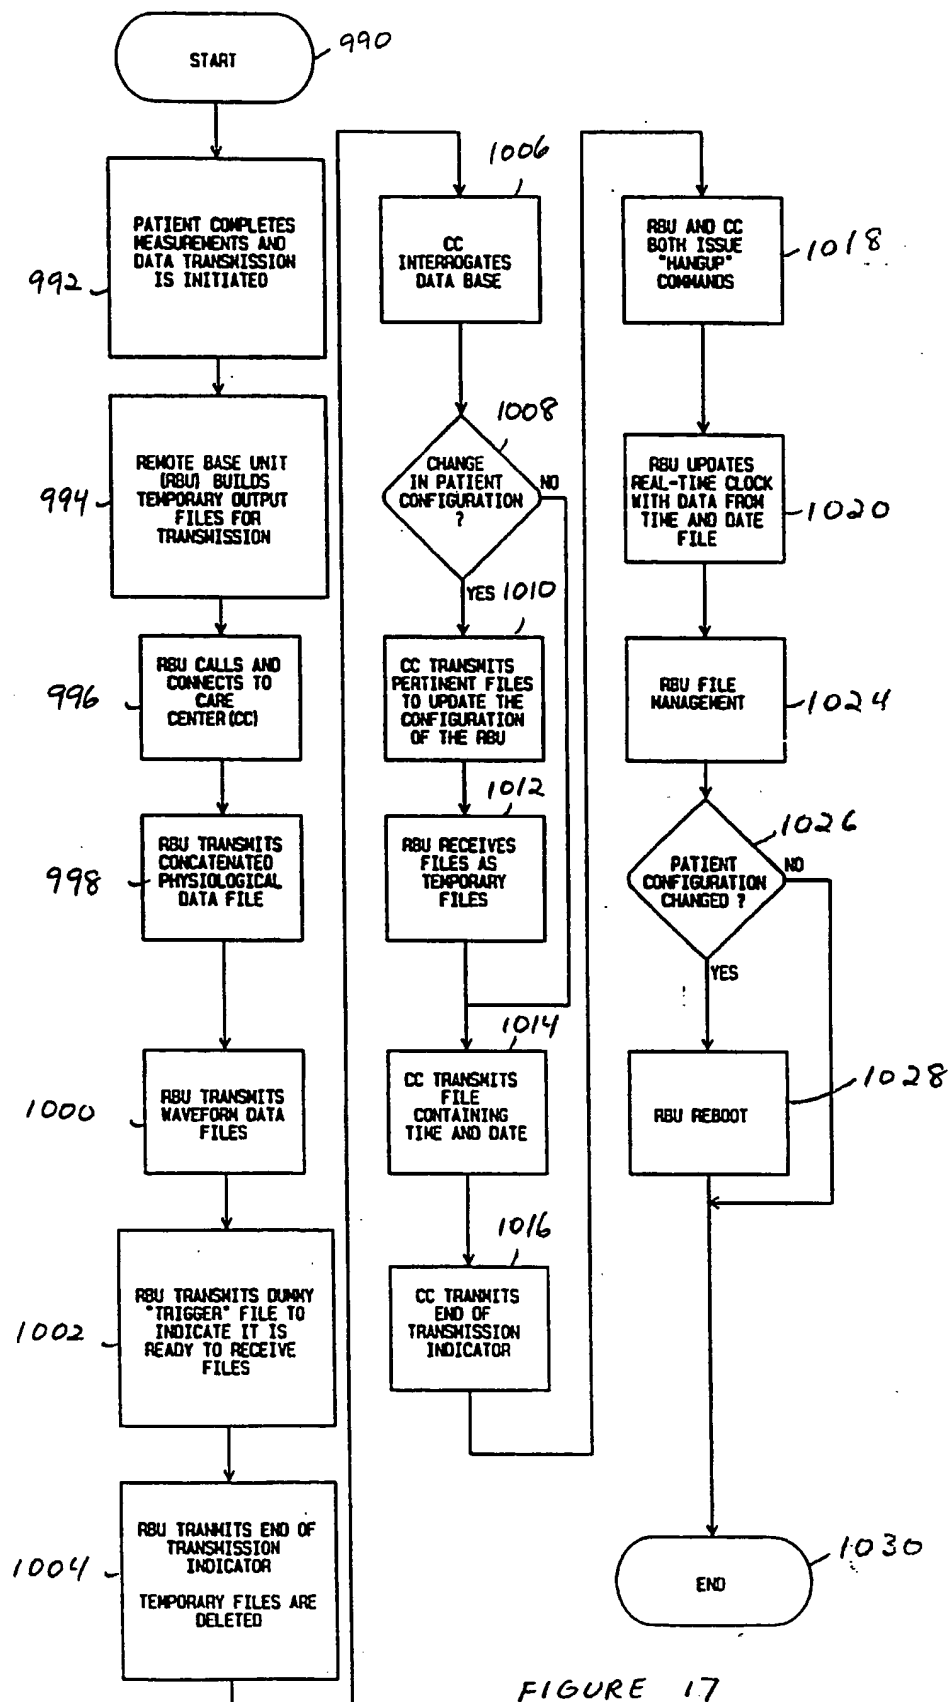 START
990
PATIENT COMPLETES
MEASUREMENTS AND
DATA TRANSMISSION
IS INITIATED
992
REMOTE BASE UNIT
(RBU) BUILDS
TEMPORARY OUTPUT
FILES FOR
TRANSMISSION
994
RBU CALLS AND
CONNECTS TO
CARE
CENTER(CC)
996
RBU TRANSMITS
CONCATENATED
PHYSIOLOGICAL
DATA FILE
998
RBU TRANSMITS
WAVEFORM DATA
FILES
1000
RBU TRANSMITS DUMMY
"TRIGGER" FILE TO
INDICATE IT IS
READY TO RECEIVE
FILES
1002
RBU TRANMITS END OF
TRANSMISSION
INDICATOR
TEMPORARY FILES ARE
DELETED
1004
1006
CC
INTERROGATES
DATA BASE
1008
CHANGE
IN PATIENT
CONFIGURATION
?
NO
YES
1010
CC TRANSMITS
PERTINENT FILES
TO UPDATE THE
CONFIGURATION
OF THE RBU
1012
RBU RECEIVES
FILES AS
TEMPORARY
FILES
1014
CC TRANSMITS
FILE
CONTAINING
TIME AND DATE
1016
CC TRANMITS
END OF
TRANSMISSION
INDICATOR
RBU AND CC
BOTH ISSUE
"HANGUP"
COMMANDS
1018
RBU UPDATES
REAL-TIME CLOCK
WITH DATA FROM
TIME AND DATE
FILE
1020
RBU FILE
MANAGEMENT
1024
1026
PATIENT
CONFIGURATION
CHANGED ?
NO
YES
RBU REBOOT
1028
END
1030
FIGURE 17